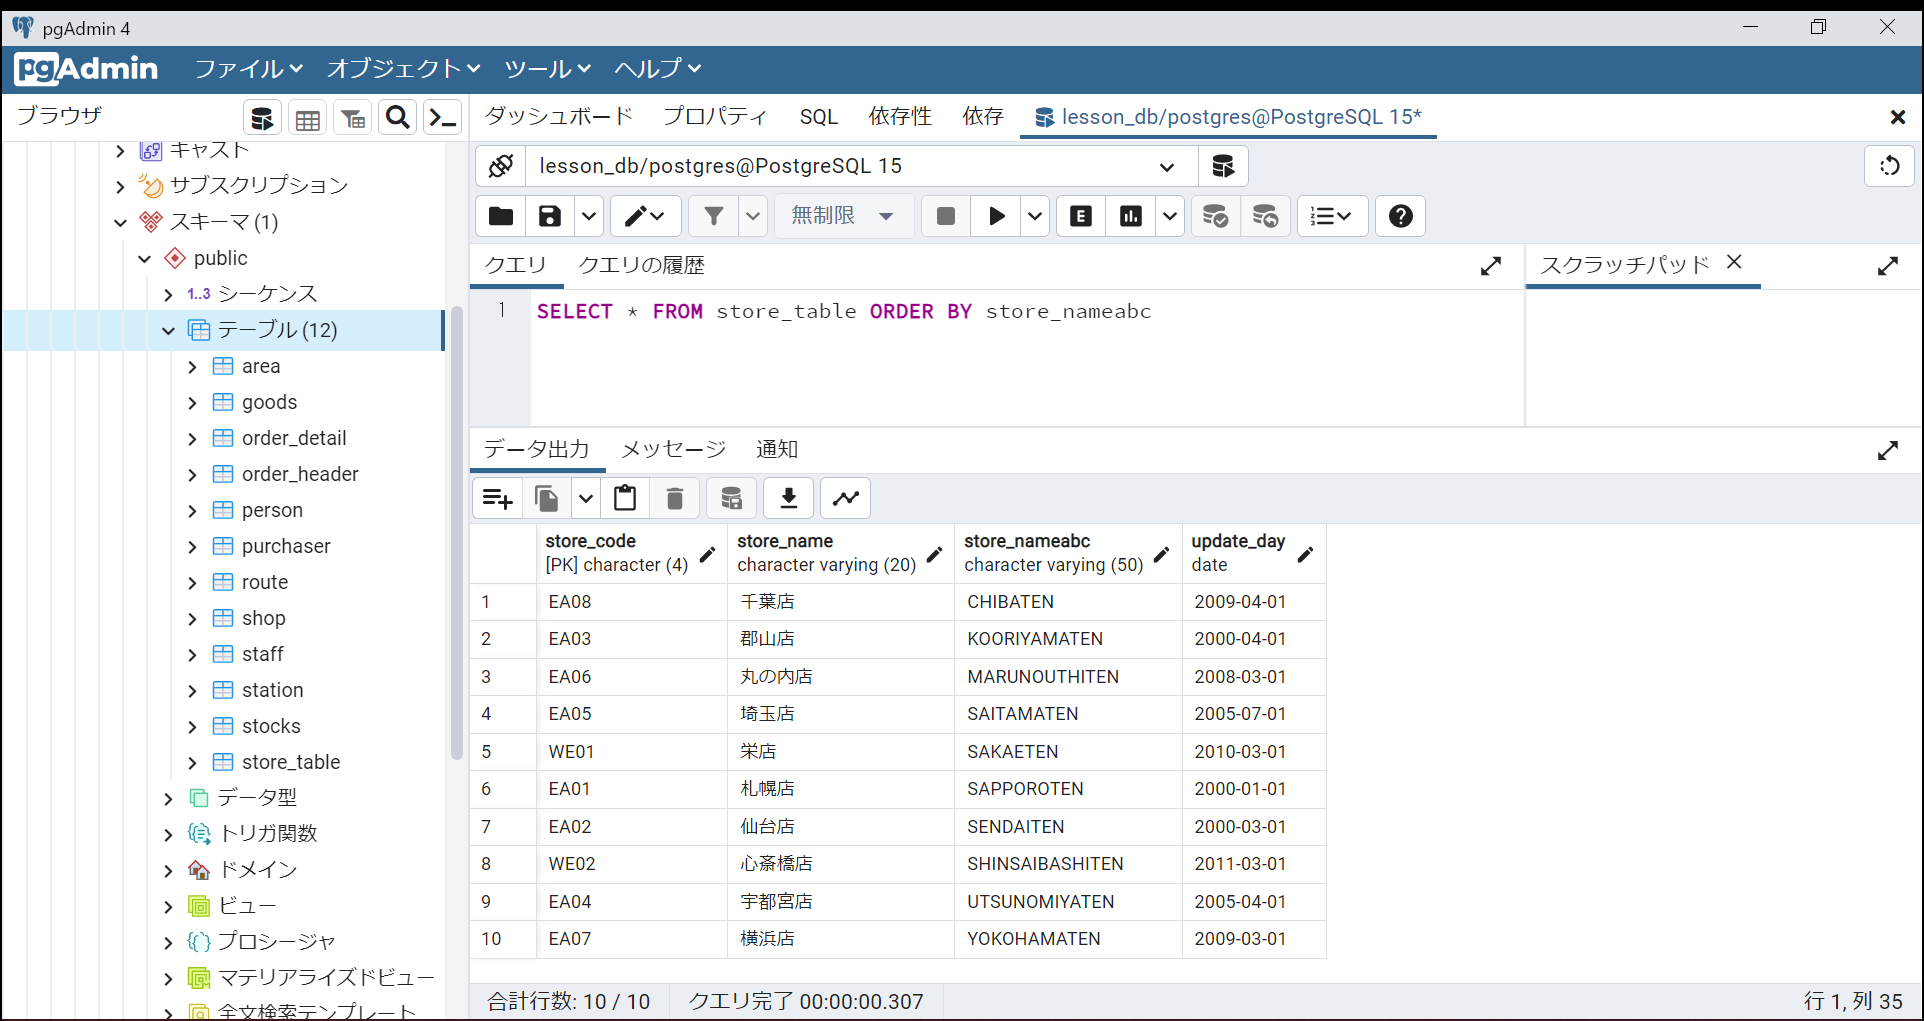 pgAdmin 4
pgAdmin ファイル オブジェクト ツール ヘルプ
ブラウザ
ダッシュボード プロパティ SQL 依存性 依存 lesson_db/postgres@PostgreSQL 15*
キャスト
サブスクリプション
スキーマ (1)
public
1..3 シーケンス
テーブル (12)
area
goods
order_detail
order_header
person
purchaser
route
shop
staff
station
stocks
store_table
データ型
トリガ関数
ドメイン
ビュー
プロシージャ
マテリアライズドビュー
全文検索テンプレート
lesson_db/postgres@PostgreSQL 15
無制限
E
クエリ クエリの履歴
スクラッチパッド
1 SELECT * FROM store_table ORDER BY store_nameabc
データ出力 メッセージ 通知
store_code store_name store_nameabc update_day
[PK] character (4) character varying (20) character varying (50) date
1 EA08 千葉店 CHIBATEN 2009-04-01
2 EA03 郡山店 KOORIYAMATEN 2000-04-01
3 EA06 丸の内店 MARUNOUTHITEN 2008-03-01
4 EA05 埼玉店 SAITAMATEN 2005-07-01
5 WE01 栄店 SAKAETEN 2010-03-01
6 EA01 札幌店 SAPPOROTEN 2000-01-01
7 EA02 仙台店 SENDAITEN 2000-03-01
8 WE02 心斎橋店 SHINSAIBASHITEN 2011-03-01
9 EA04 宇都宮店 UTSUNOMIYATEN 2005-04-01
10 EA07 横浜店 YOKOHAMATEN 2009-03-01
合計行数: 10 / 10 クエリ完了 00:00:00.307
行 1, 列 35